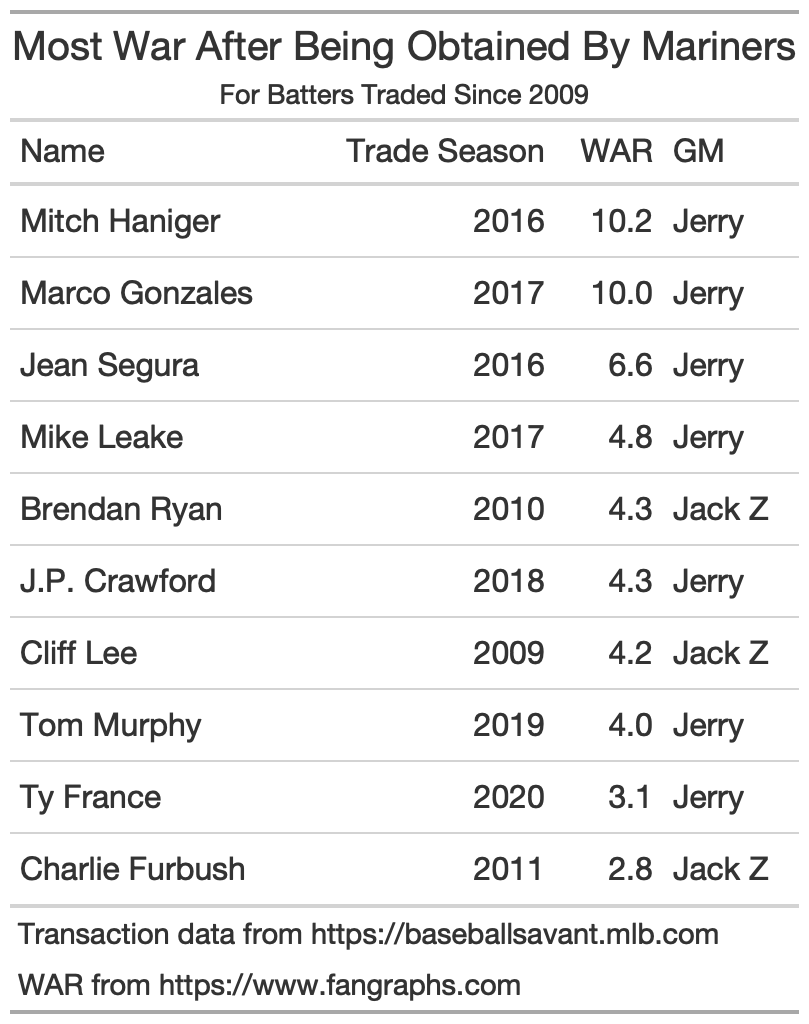 Most War After Being Obtained By Mariners
For Batters Traded Since 2009
Name Trade Season WAR GM
Mitch Haniger 2016 10.2 Jerry
Marco Gonzales 2017 10.0 Jerry
Jean Segura 2016 6.6 Jerry
Mike Leake 2017 4.8 Jerry
Brendan Ryan 2010 4.3 Jack Z
J.P. Crawford 2018 4.3 Jerry
Cliff Lee 2009 4.2 Jack Z
Tom Murphy 2019 4.0 Jerry
Ty France 2020 3.1 Jerry
Charlie Furbush 2011 2.8 Jack Z
Transaction data from https://baseballsavant.mlb.com
WAR from https://www.fangraphs.com